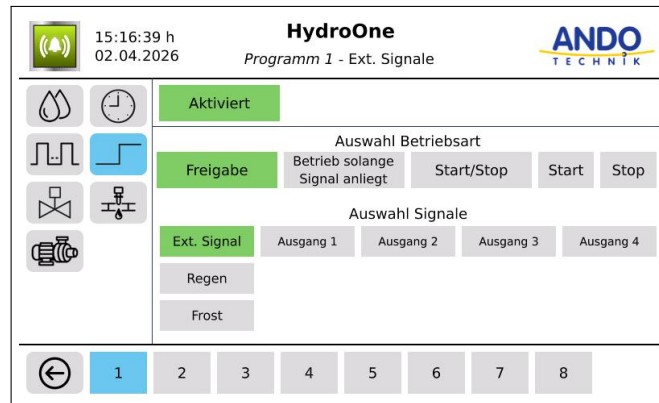 15:16:39 h
02.04.2026
HydroOne
Programm 1 - Ext. Signale
ANDO
TECHNIK
Aktiviert
Auswahl Betriebsart
Freigabe
Betrieb solange
Signal anliegt
Start/Stop
Start
Stop
Auswahl Signale
Ext. Signal
Ausgang 1
Ausgang 2
Ausgang 3
Ausgang 4
Regen
Frost
1
2
3
4
5
6
7
8